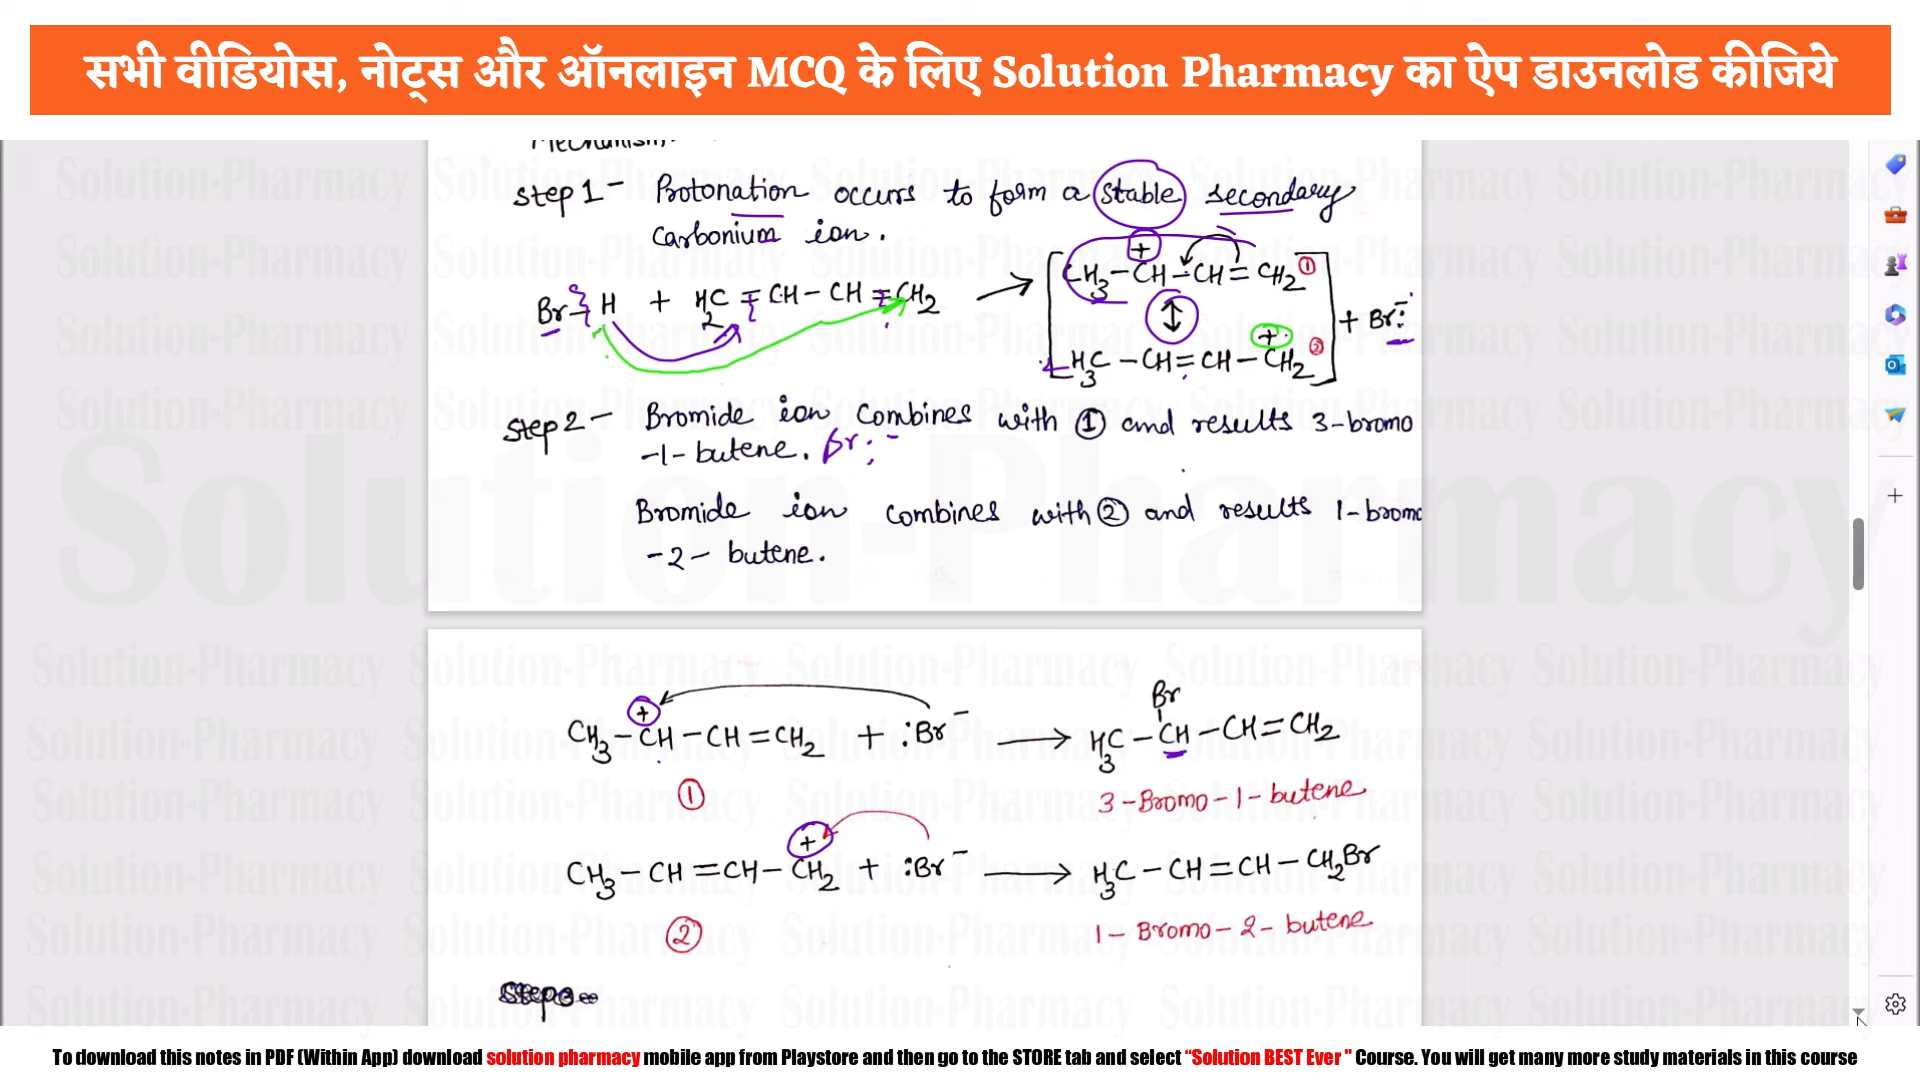 सभी वीडियोस, नोट्स और ऑनलाइन MCQ के लिए Solution Pharmacy का ऐप डाउनलोड कीजिये
Mechanism:
Step 1 - Protonation occurs to form a stable secondary
Carbonium ion.
Br-H + H2C=CH-CH=CH2 → [CH3-CH-CH=CH2 ①
+
↕
+ Br:-
H3C-CH=CH-CH2 ②]
+
Step 2 - Bromide ion combines with ① and results 3-bromo
-1-butene. Br:-
Bromide ion combines with ② and results 1-bromo
-2-butene.
+
Br
CH3-CH-CH=CH2 + :Br- → H3C-CH-CH=CH2
①
3-Bromo-1-butene
+
CH3-CH=CH-CH2 + :Br- → H3C-CH=CH-CH2Br
②
1-Bromo-2-butene
Solution-Pharmacy
To download this notes in PDF (Within App) download solution pharmacy mobile app from Playstore and then go to the STORE tab and select “Solution BEST Ever " Course. You will get many more study materials in this course